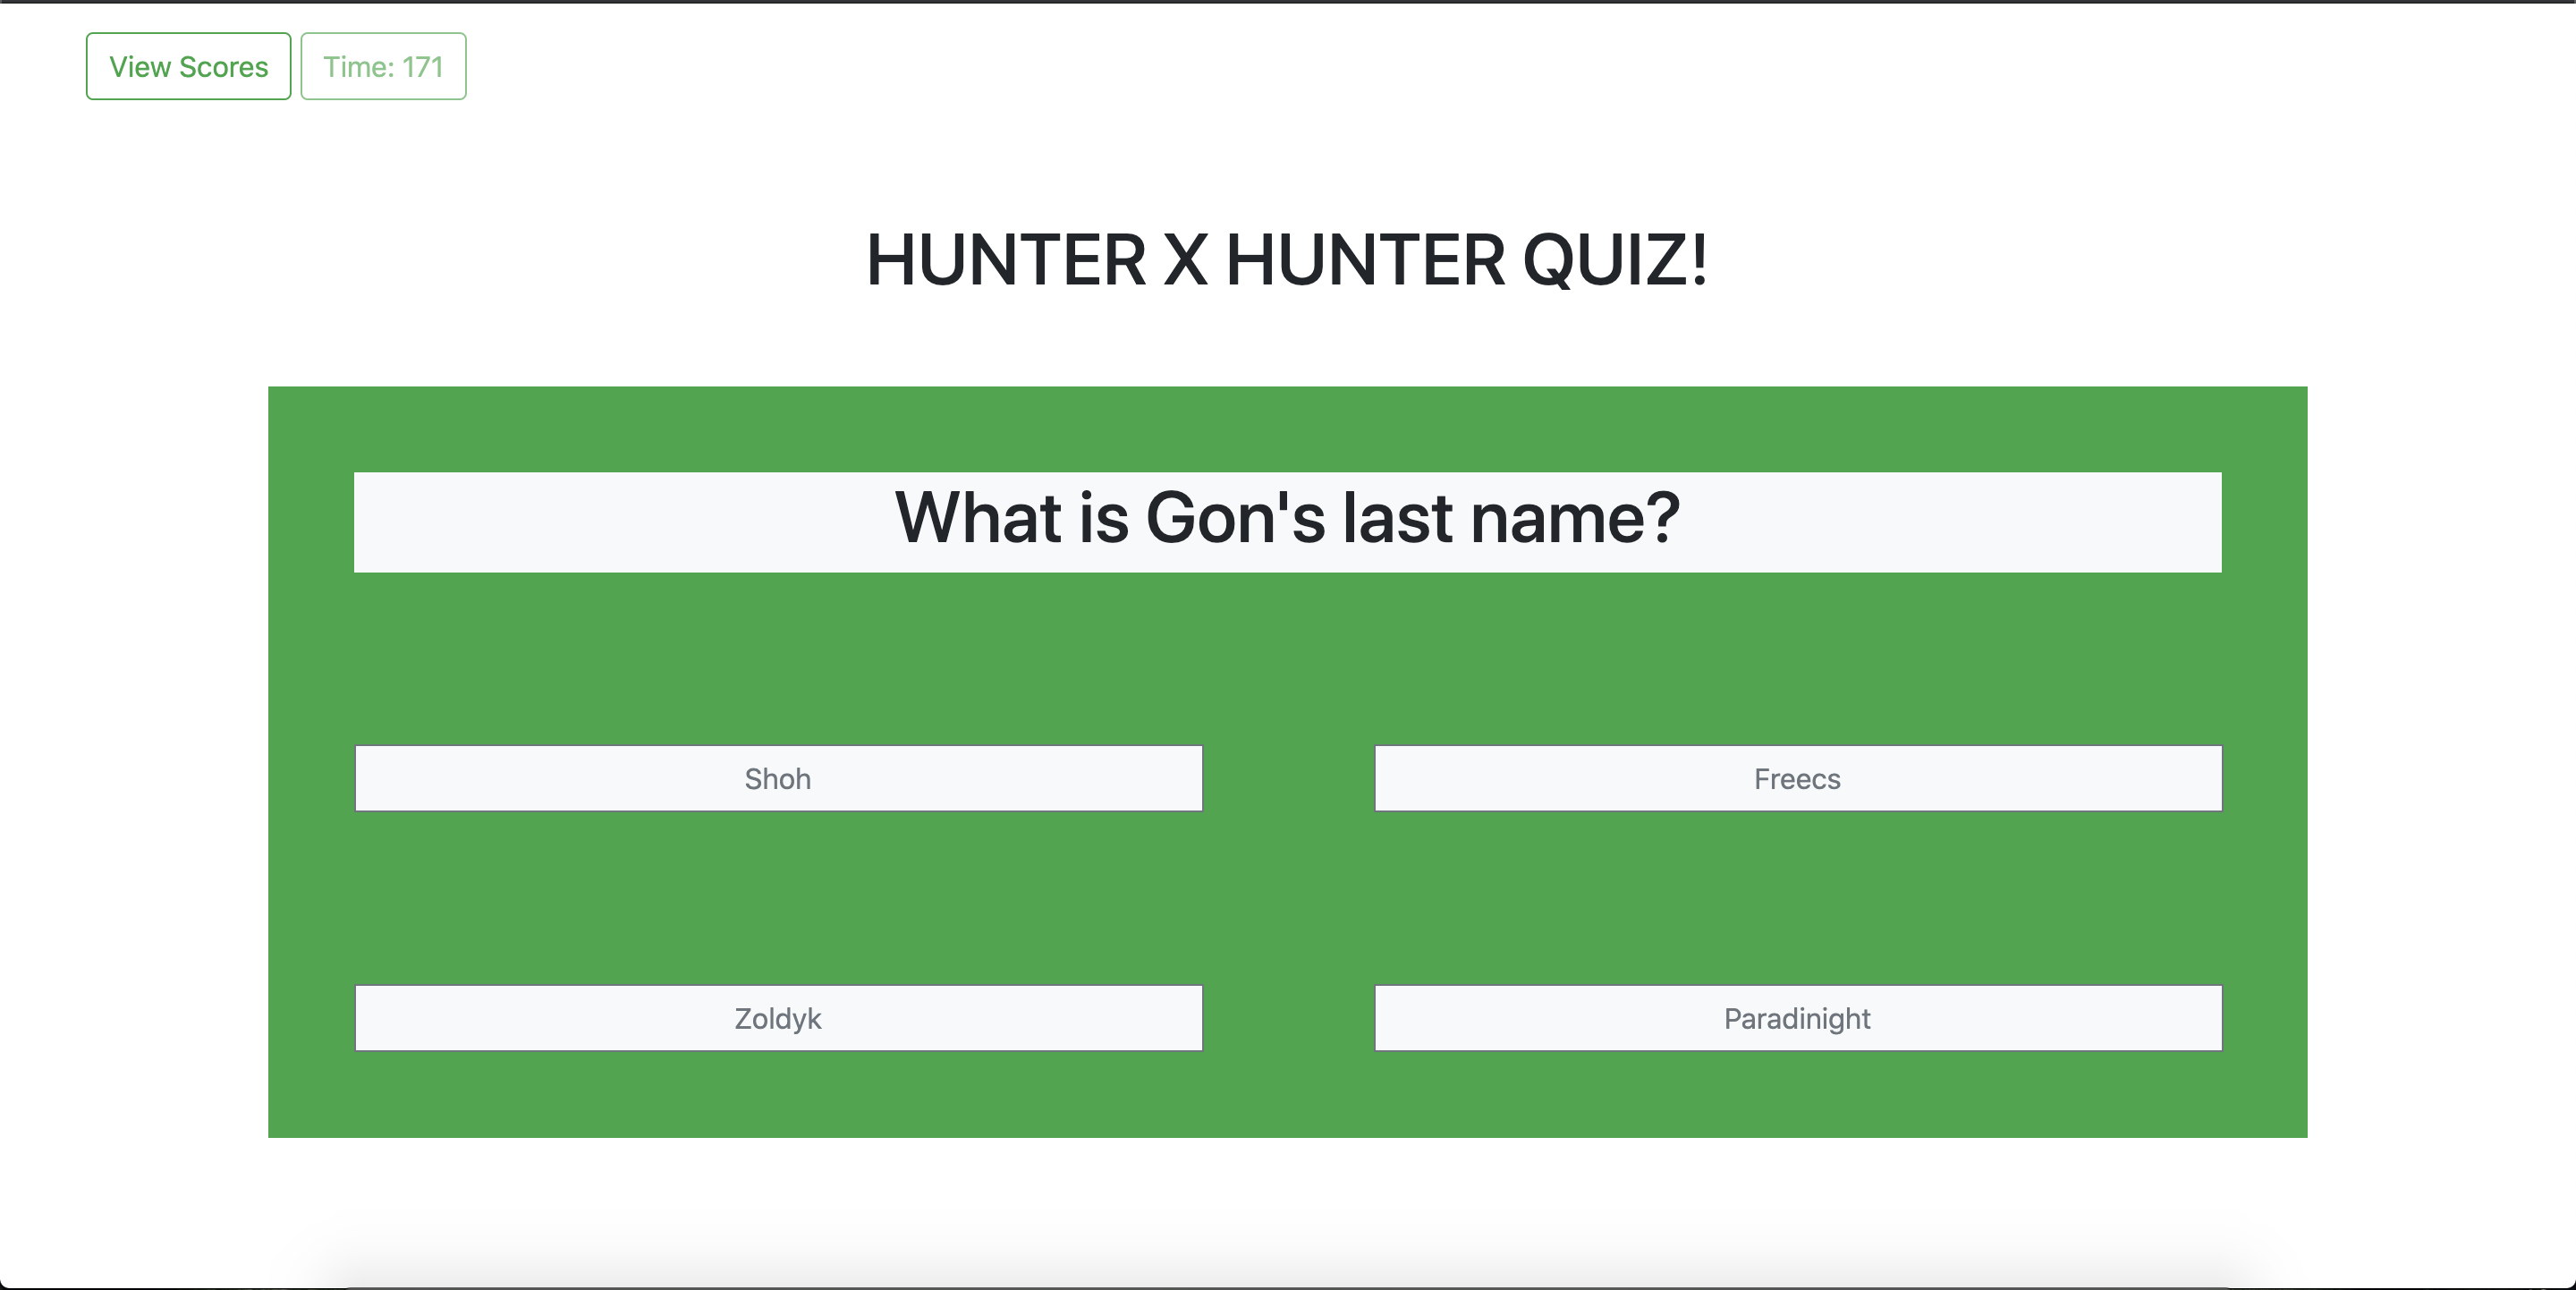 View Scores Time: 171
HUNTER X HUNTER QUIZ!
What is Gon's last name?
Shoh Freecs
Zoldyk Paradinight